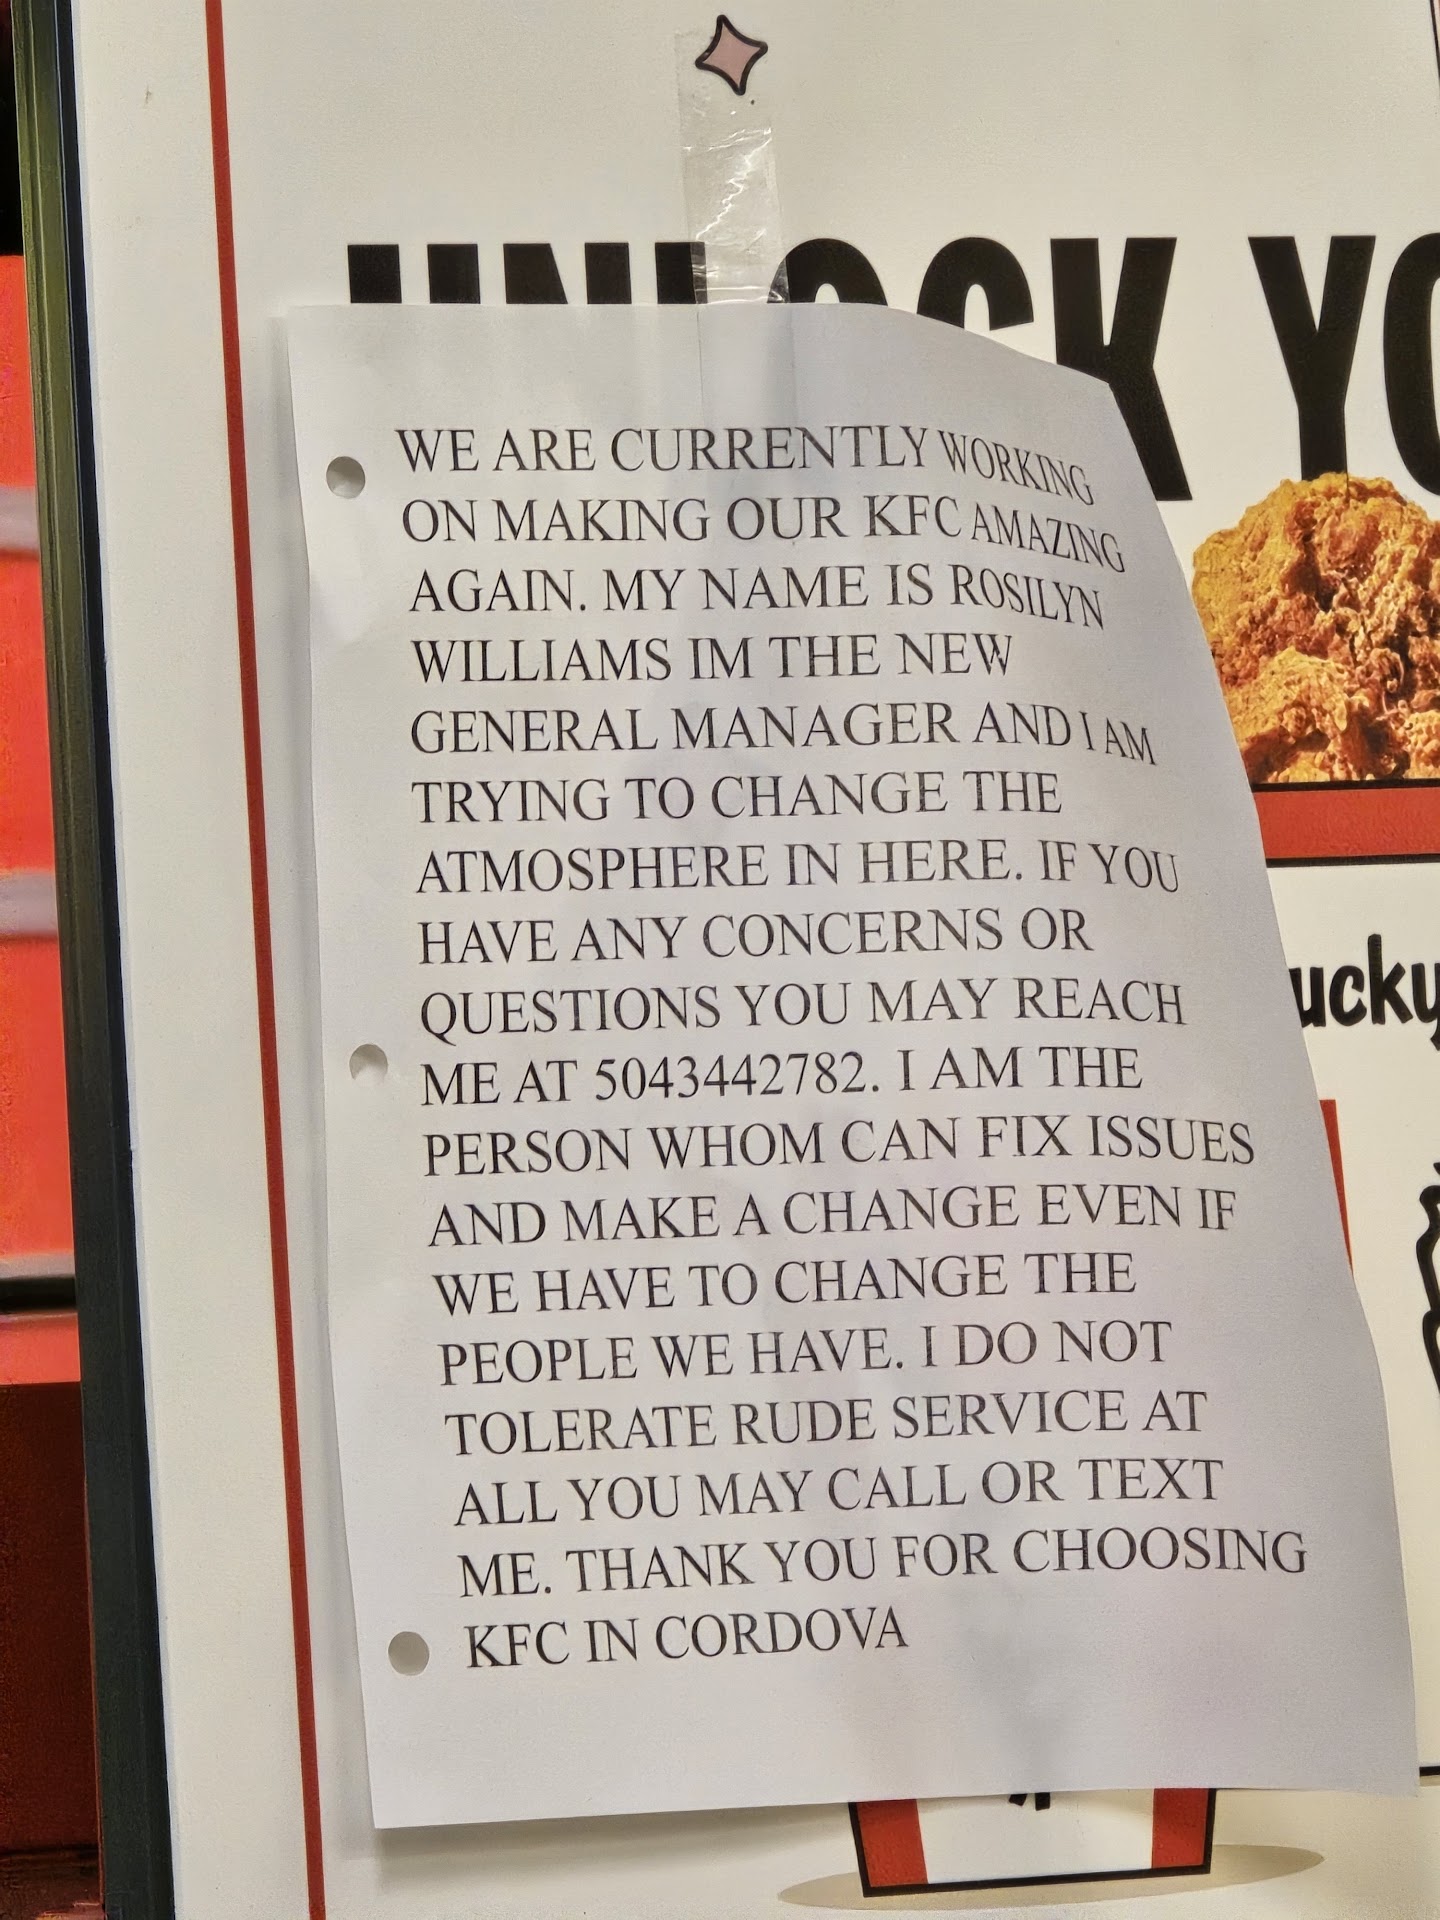 UNLOCK YO
WE ARE CURRENTLY WORKING
ON MAKING OUR KFC AMAZING
AGAIN. MY NAME IS ROSILYN
WILLIAMS IM THE NEW
GENERAL MANAGER AND I AM
TRYING TO CHANGE THE
ATMOSPHERE IN HERE. IF YOU
HAVE ANY CONCERNS OR
QUESTIONS YOU MAY REACH
ME AT 5043442782. I AM THE
PERSON WHOM CAN FIX ISSUES
AND MAKE A CHANGE EVEN IF
WE HAVE TO CHANGE THE
PEOPLE WE HAVE. I DO NOT
TOLERATE RUDE SERVICE AT
ALL YOU MAY CALL OR TEXT
ME. THANK YOU FOR CHOOSING
KFC IN CORDOVA
ucky